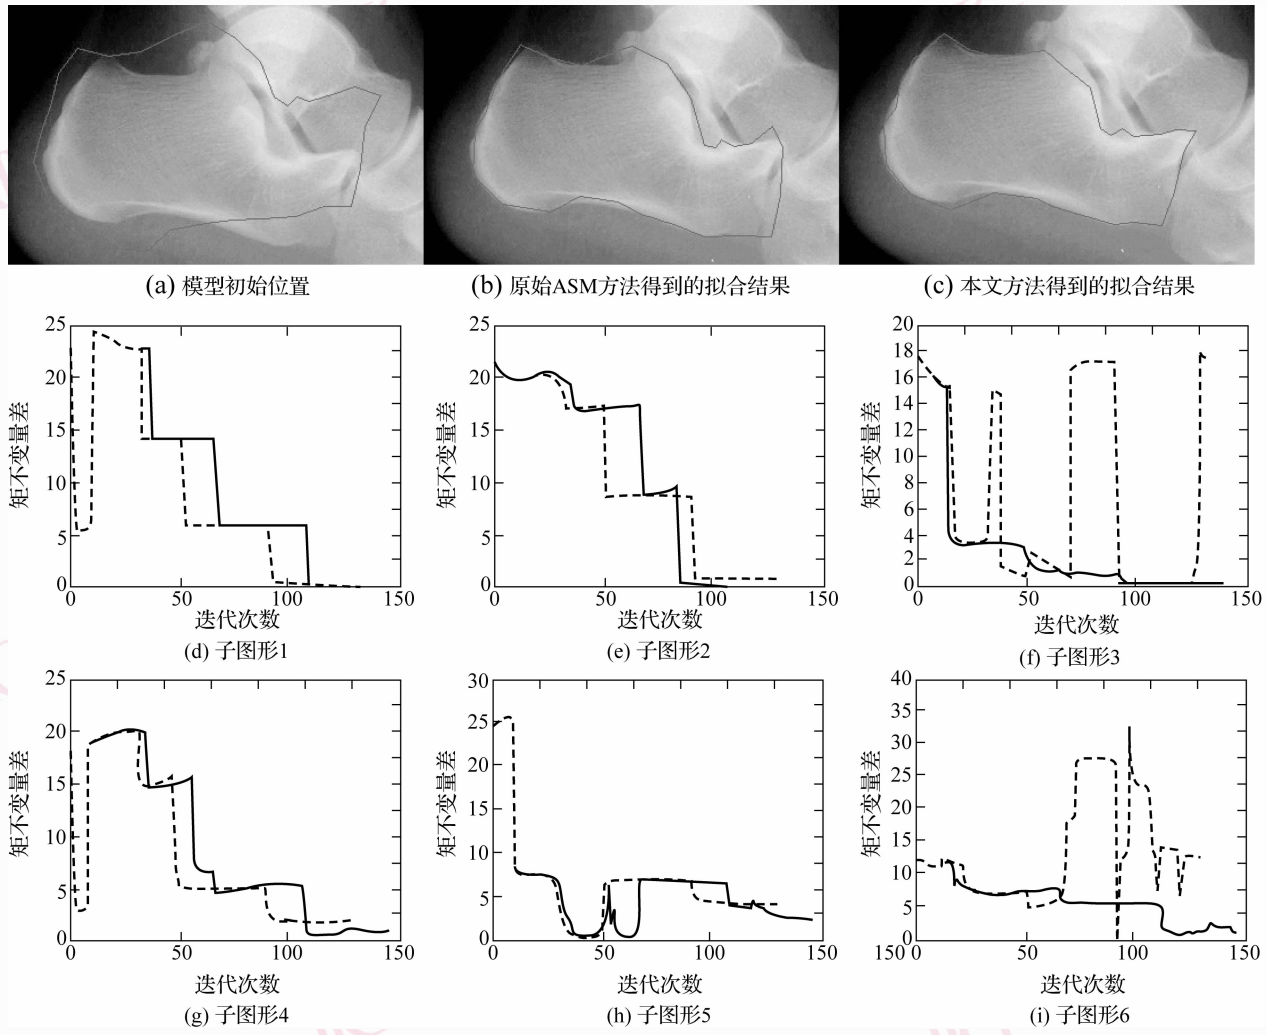 (a) 模型初始位置 (b) 原始ASM方法得到的拟合结果 (c) 本文方法得到的拟合结果
25
20
15
10
5
0
矩不变量差
0 50 100 150
迭代次数
(d) 子图形1
25
20
15
10
5
0
矩不变量差
0 50 100 150
迭代次数
(e) 子图形2
20
18
16
14
12
10
8
6
4
2
0
矩不变量差
0 50 100 150
迭代次数
(f) 子图形3
25
20
15
10
5
0
矩不变量差
0 50 100 150
迭代次数
(g) 子图形4
30
25
20
15
10
5
0
矩不变量差
0 50 100 150
迭代次数
(h) 子图形5
40
35
30
25
20
15
10
5
0
矩不变量差
0 50 100 150
迭代次数
(i) 子图形6